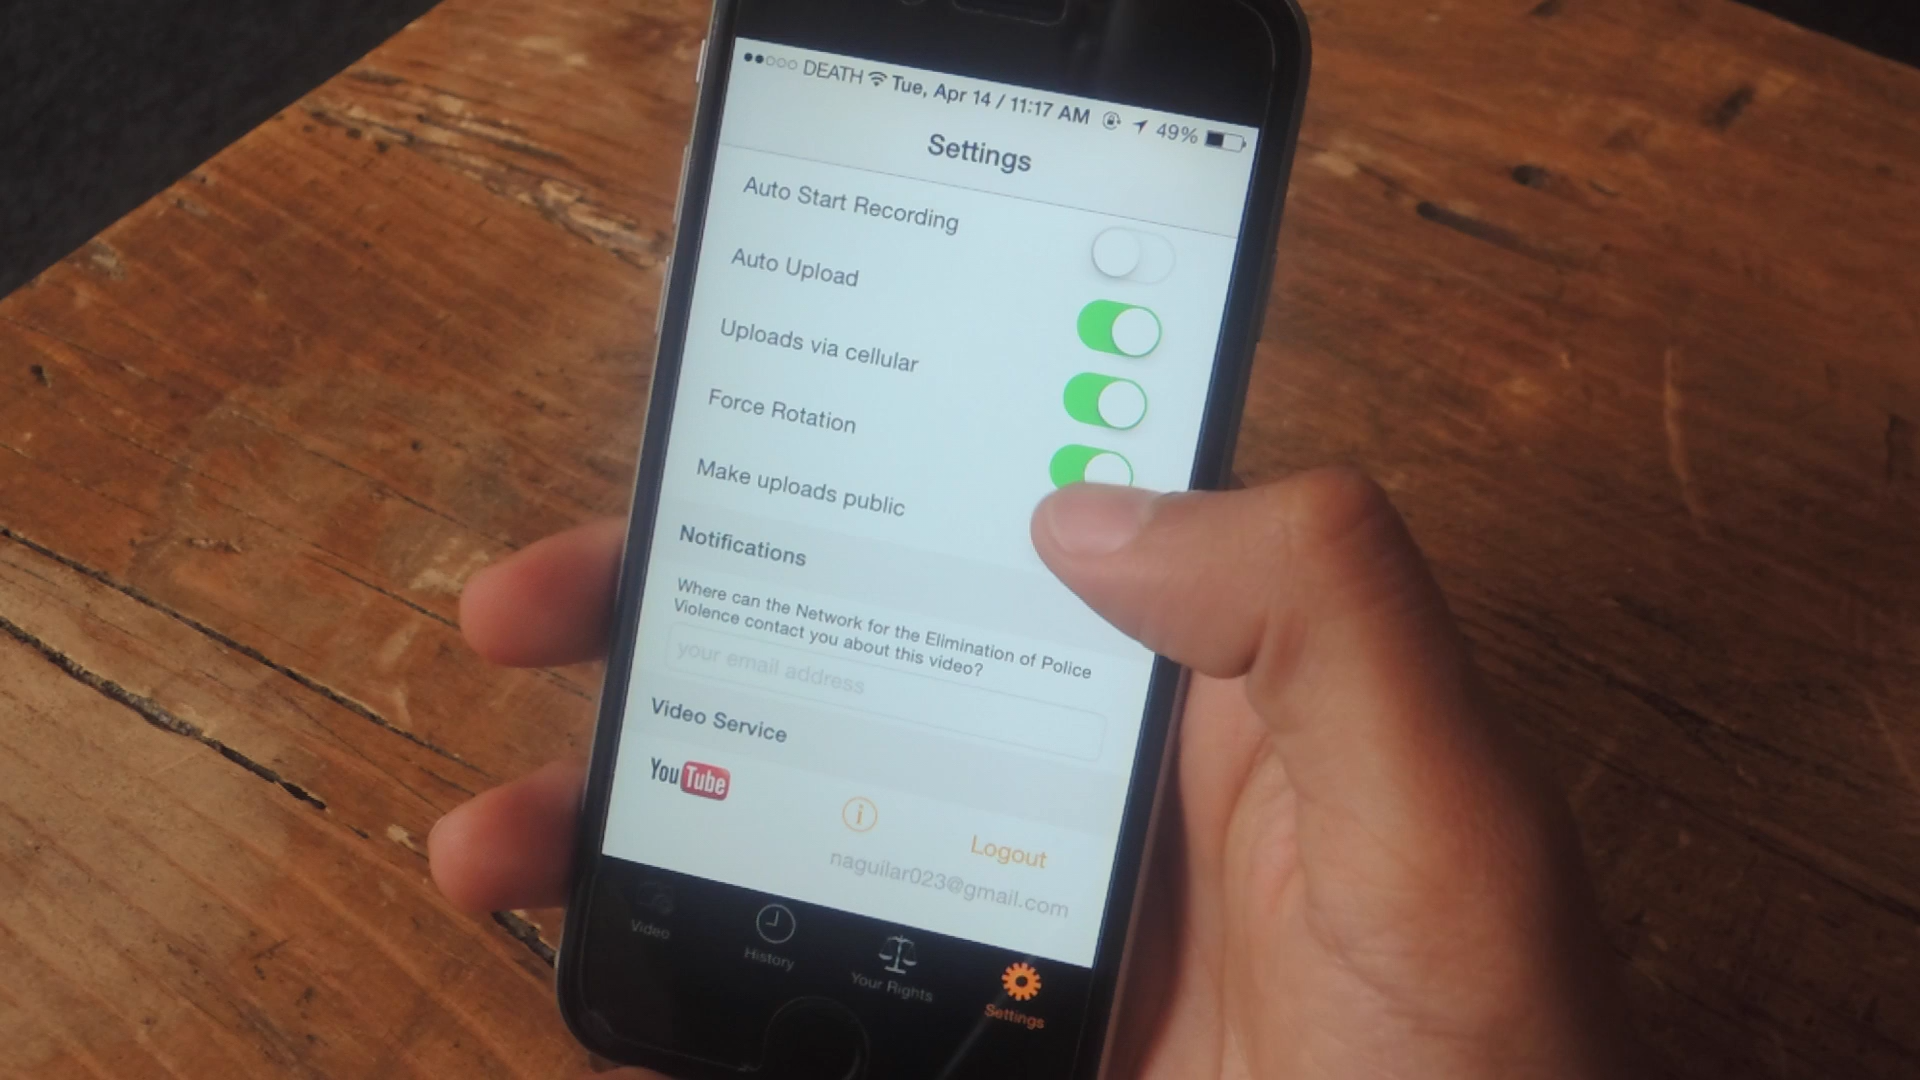 DEATH Tue, Apr 14 / 11:17 AM 49%
Settings
Auto Start Recording
Auto Upload
Uploads via cellular
Force Rotation
Make uploads public
Notifications
Where can the Network for the Elimination of Police
Violence contact you about this video?
your email address
Video Service
YouTube
i
Logout
naguilar023@gmail.com
Video History Your Rights Settings